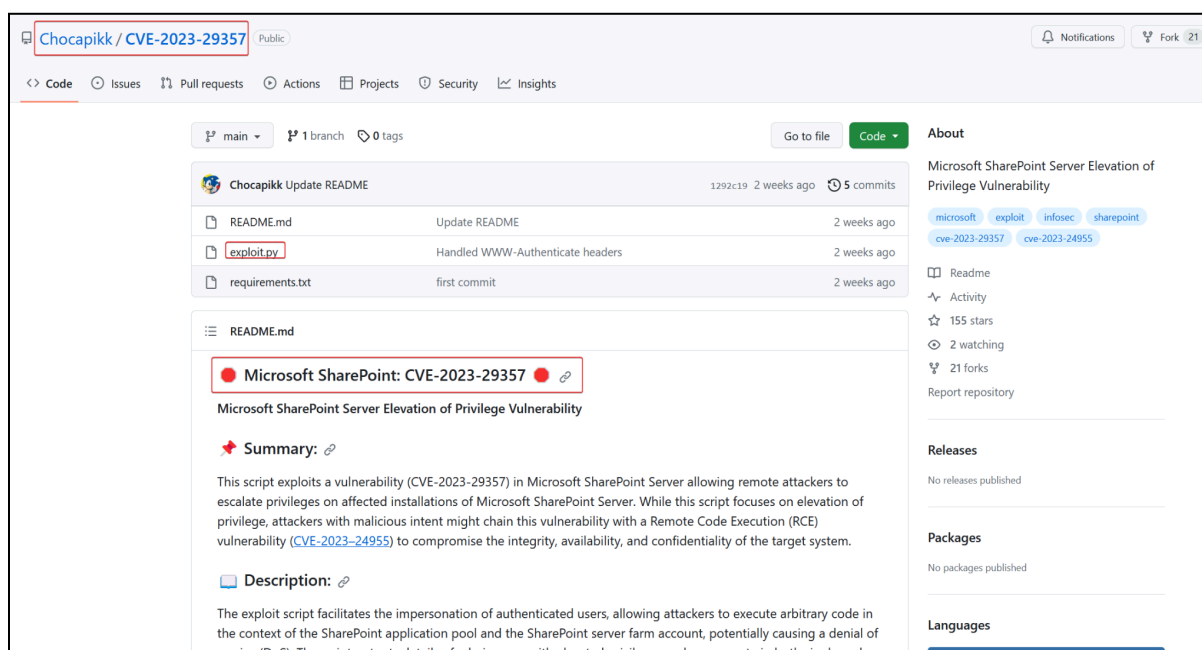 Chocapikk / CVE-2023-29357 Public
Notifications
Fork 21
Code
Issues
Pull requests
Actions
Projects
Security
Insights
main
1 branch
0 tags
Go to file
Code
Chocapikk Update README
1292c19 2 weeks ago
5 commits
README.md Update README 2 weeks ago
exploit.py Handled WWW-Authenticate headers 2 weeks ago
requirements.txt first commit 2 weeks ago
README.md
Microsoft SharePoint: CVE-2023-29357
Microsoft SharePoint Server Elevation of Privilege Vulnerability
Summary:
This script exploits a vulnerability (CVE-2023-29357) in Microsoft SharePoint Server allowing remote attackers to
escalate privileges on affected installations of Microsoft SharePoint Server. While this script focuses on elevation of
privilege, attackers with malicious intent might chain this vulnerability with a Remote Code Execution (RCE)
vulnerability (CVE-2023–24955) to compromise the integrity, availability, and confidentiality of the target system.
Description:
The exploit script facilitates the impersonation of authenticated users, allowing attackers to execute arbitrary code in
the context of the SharePoint application pool and the SharePoint server farm account, potentially causing a denial of
About
Microsoft SharePoint Server Elevation of
Privilege Vulnerability
microsoft exploit infosec sharepoint
cve-2023-29357 cve-2023-24955
Readme
Activity
155 stars
2 watching
21 forks
Report repository
Releases
No releases published
Packages
No packages published
Languages